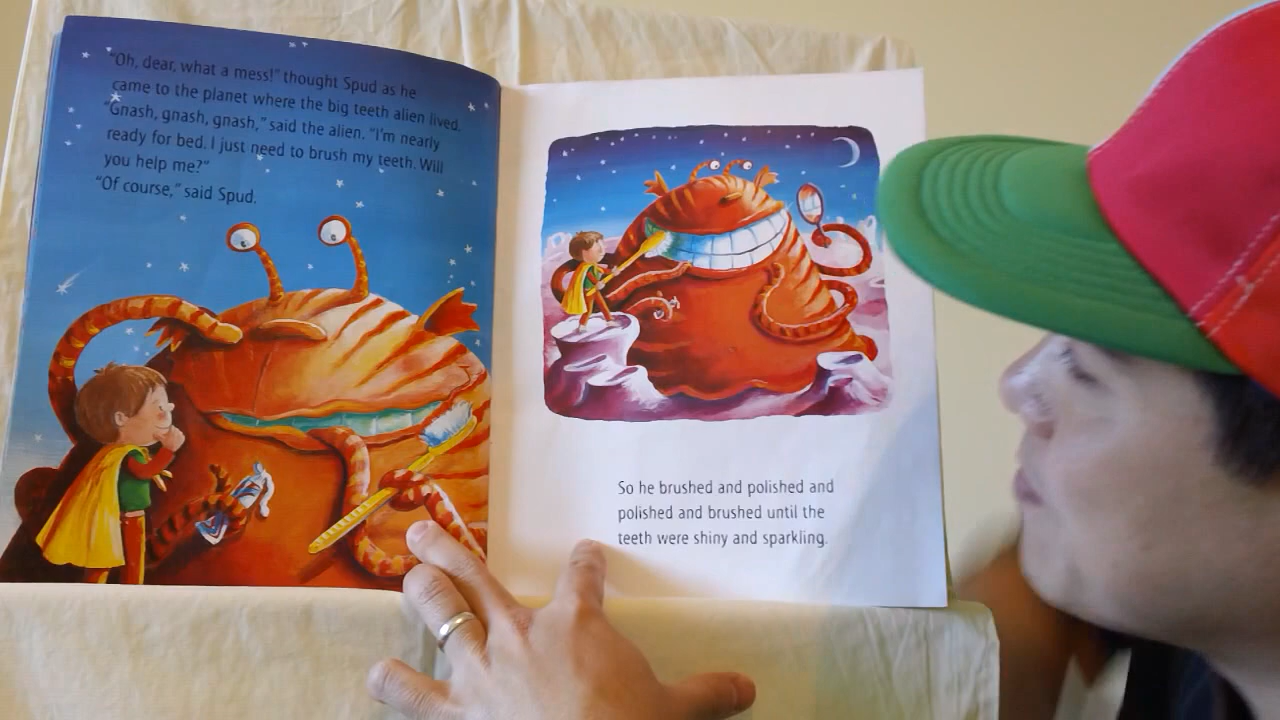 "Oh, dear, what a mess!" thought Spud as he
came to the planet where the big teeth alien lived.
"Gnash, gnash, gnash," said the alien. "I'm nearly
ready for bed. I just need to brush my teeth. Will
you help me?"
"Of course," said Spud.
So he brushed and polished and
polished and brushed until the
teeth were shiny and sparkling.